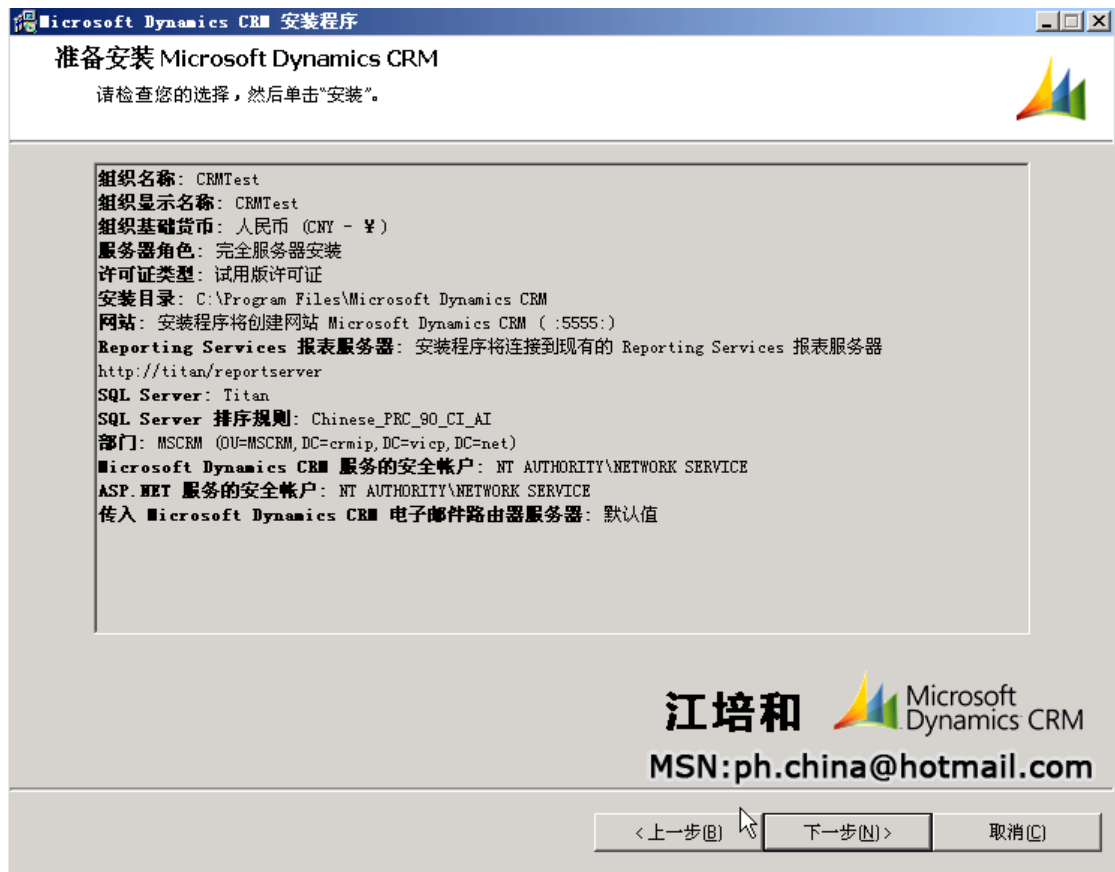 Microsoft Dynamics CRM 安装程序
准备安装 Microsoft Dynamics CRM
请检查您的选择，然后单击“安装”。
组织名称: CRMTest
组织显示名称: CRMTest
组织基础货币: 人民币 (CNY - ¥)
服务器角色: 完全服务器安装
许可证类型: 试用版许可证
安装目录: C:\Program Files\Microsoft Dynamics CRM
网站: 安装程序将创建网站 Microsoft Dynamics CRM ( :5555:)
Reporting Services 报表服务器: 安装程序将连接到现有的 Reporting Services 报表服务器
http://titan/reportserver
SQL Server: Titan
SQL Server 排序规则: Chinese_PRC_90_CI_AI
部门: MSCRM (OU=MSCRM,DC=crmip,DC=vicp,DC=net)
Microsoft Dynamics CRM 服务的安全帐户: NT AUTHORITY\NETWORK SERVICE
ASP.NET 服务的安全帐户: NT AUTHORITY\NETWORK SERVICE
传入 Microsoft Dynamics CRM 电子邮件路由器服务器: 默认值
江培和 Microsoft
Dynamics CRM
MSN:ph.china@hotmail.com
<上一步(B) 下一步(N)> 取消(C)